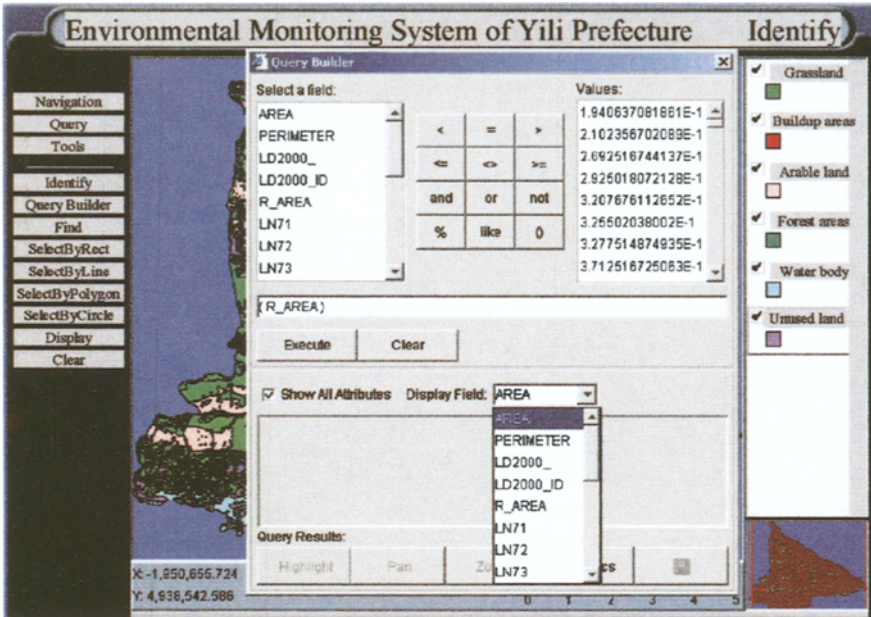 Environmental Monitoring System of Yili Prefecture
Identify
Navigation
Query
Tools
Identify
Query Builder
Find
SelectByRect
SelectByLine
SelectByPolygon
SelectByCircle
Display
Clear
Query Builder
Select a field:
AREA
PERIMETER
LD2000_
LD2000_ID
R_AREA
LN71
LN72
LN73
< = >
<= <> >=
and or not
% like ()
Values:
1.940637081861E-1
2.102356702089E-1
2.692516744137E-1
2.925018072128E-1
3.207676112652E-1
3.25502038002E-1
3.277514874935E-1
3.712516725063E-1
( R_AREA )
Execute Clear
Show All Attributes Display Field: AREA
AREA
PERIMETER
LD2000_
LD2000_ID
R_AREA
LN71
LN72
LN73
Query Results:
Highlight Pan Zo cs
Grassland
Buildup areas
Arable land
Forest areas
Water body
Unused land
X: -1,950,655.724
Y: 4,938,542.586
0 1 2 3 4 5